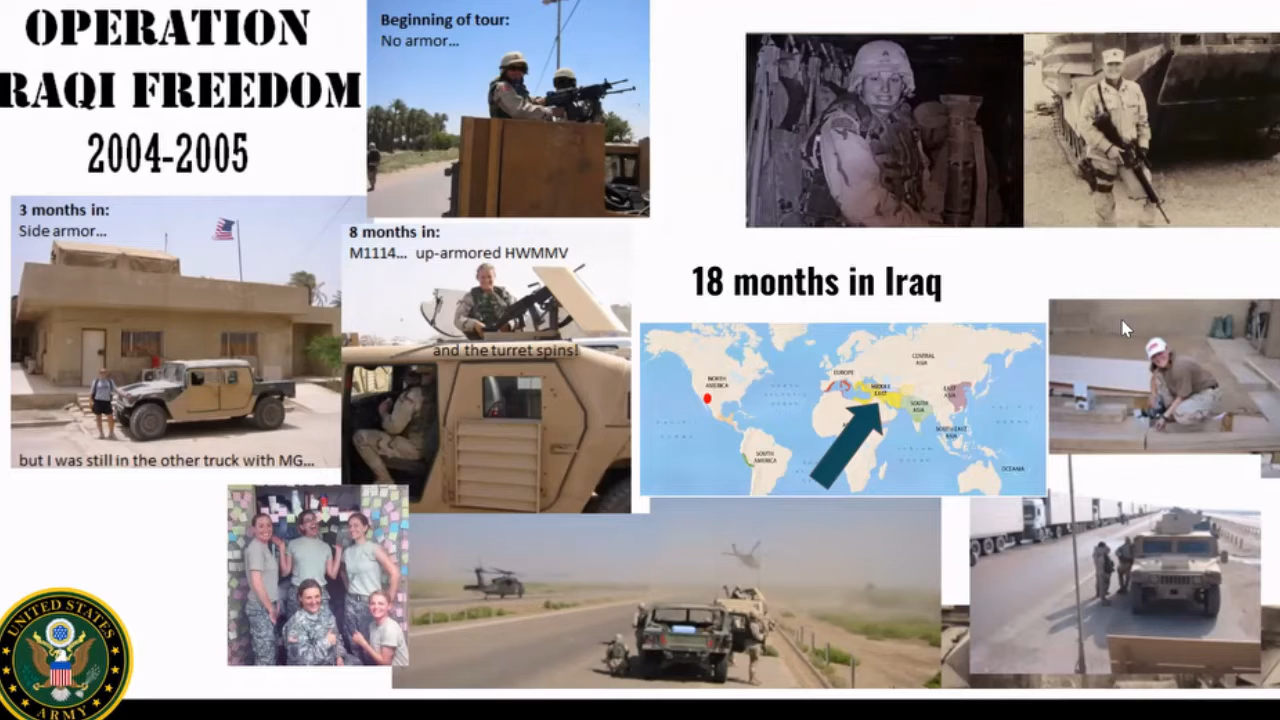 OPERATION
RAQI FREEDOM
2004-2005
Beginning of tour:
No armor...
3 months in:
Side armor...
but I was still in the other truck with MG...
8 months in:
M1114... up-armored HWMMV
and the turret spins!
18 months in Iraq
NORTH
AMERICA
EUROPE
CENTRAL
ASIA
MIDDLE
EAST
EAST
ASIA
SOUTH
ASIA
SOUTH EAST
ASIA
SOUTH
AMERICA
OCEANIA
UNITED STATES
ARMY